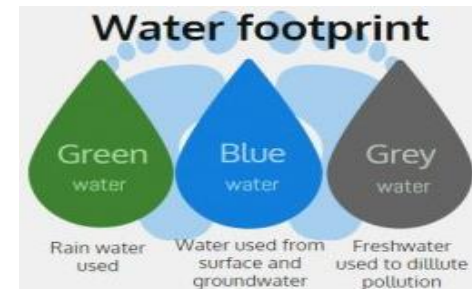 Water footprint
Green
water
Blue
water
Grey
water
Rain water
used
Water used from
surface and
groundwater
Freshwater
used to dilllute
pollution